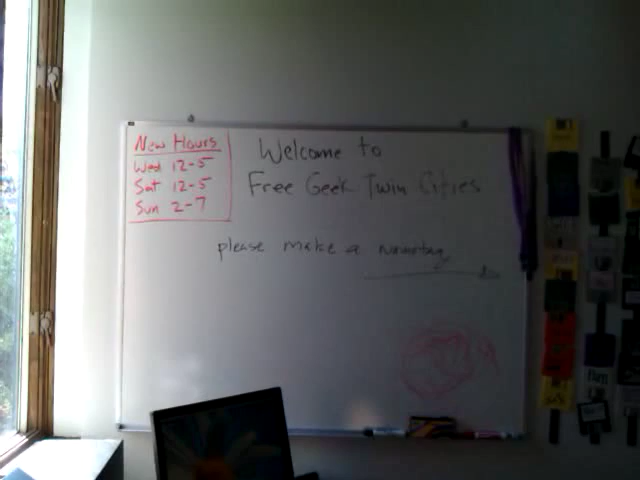 New Hours
Wed 12-5
Sat 12-5
Sun 2-7
Welcome to
Free Geek Twin Cities
please make a nametag